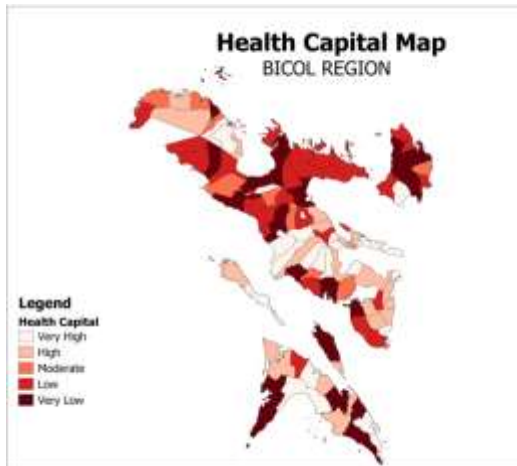 Health Capital Map
BICOL REGION
Legend
Health Capital
Very High
High
Moderate
Low
Very Low